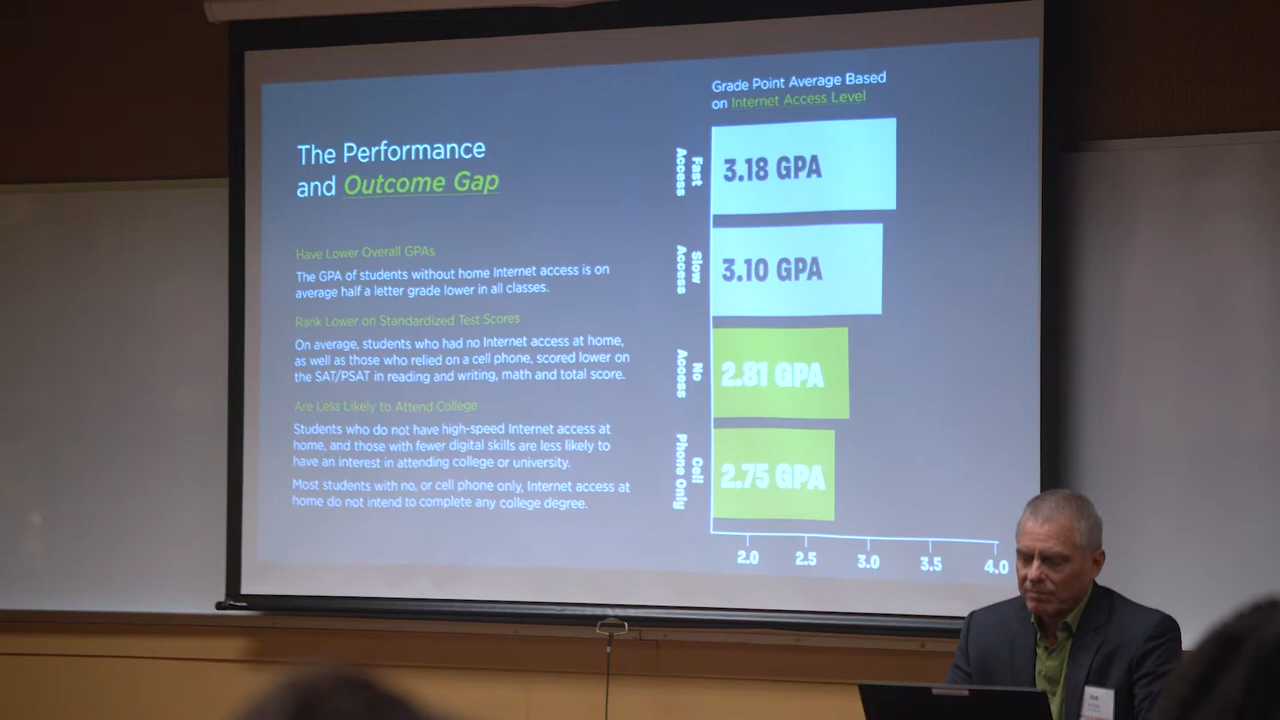 The Performance
and Outcome Gap
Have Lower Overall GPAs
The GPA of students without home Internet access is on
average half a letter grade lower in all classes.
Rank Lower on Standardized Test Scores
On average, students who had no Internet access at home,
as well as those who relied on a cell phone, scored lower on
the SAT/PSAT in reading and writing, math and total score.
Are Less Likely to Attend College
Students who do not have high-speed Internet access at
home, and those with fewer digital skills are less likely to
have an interest in attending college or university.
Most students with no, or cell phone only, Internet access at
home do not intend to complete any college degree.
Grade Point Average Based
on Internet Access Level
Fast
Access
3.18 GPA
Slow
Access
3.10 GPA
No
Access
2.81 GPA
Cell
Phone Only
2.75 GPA
2.0 2.5 3.0 3.5 4.0